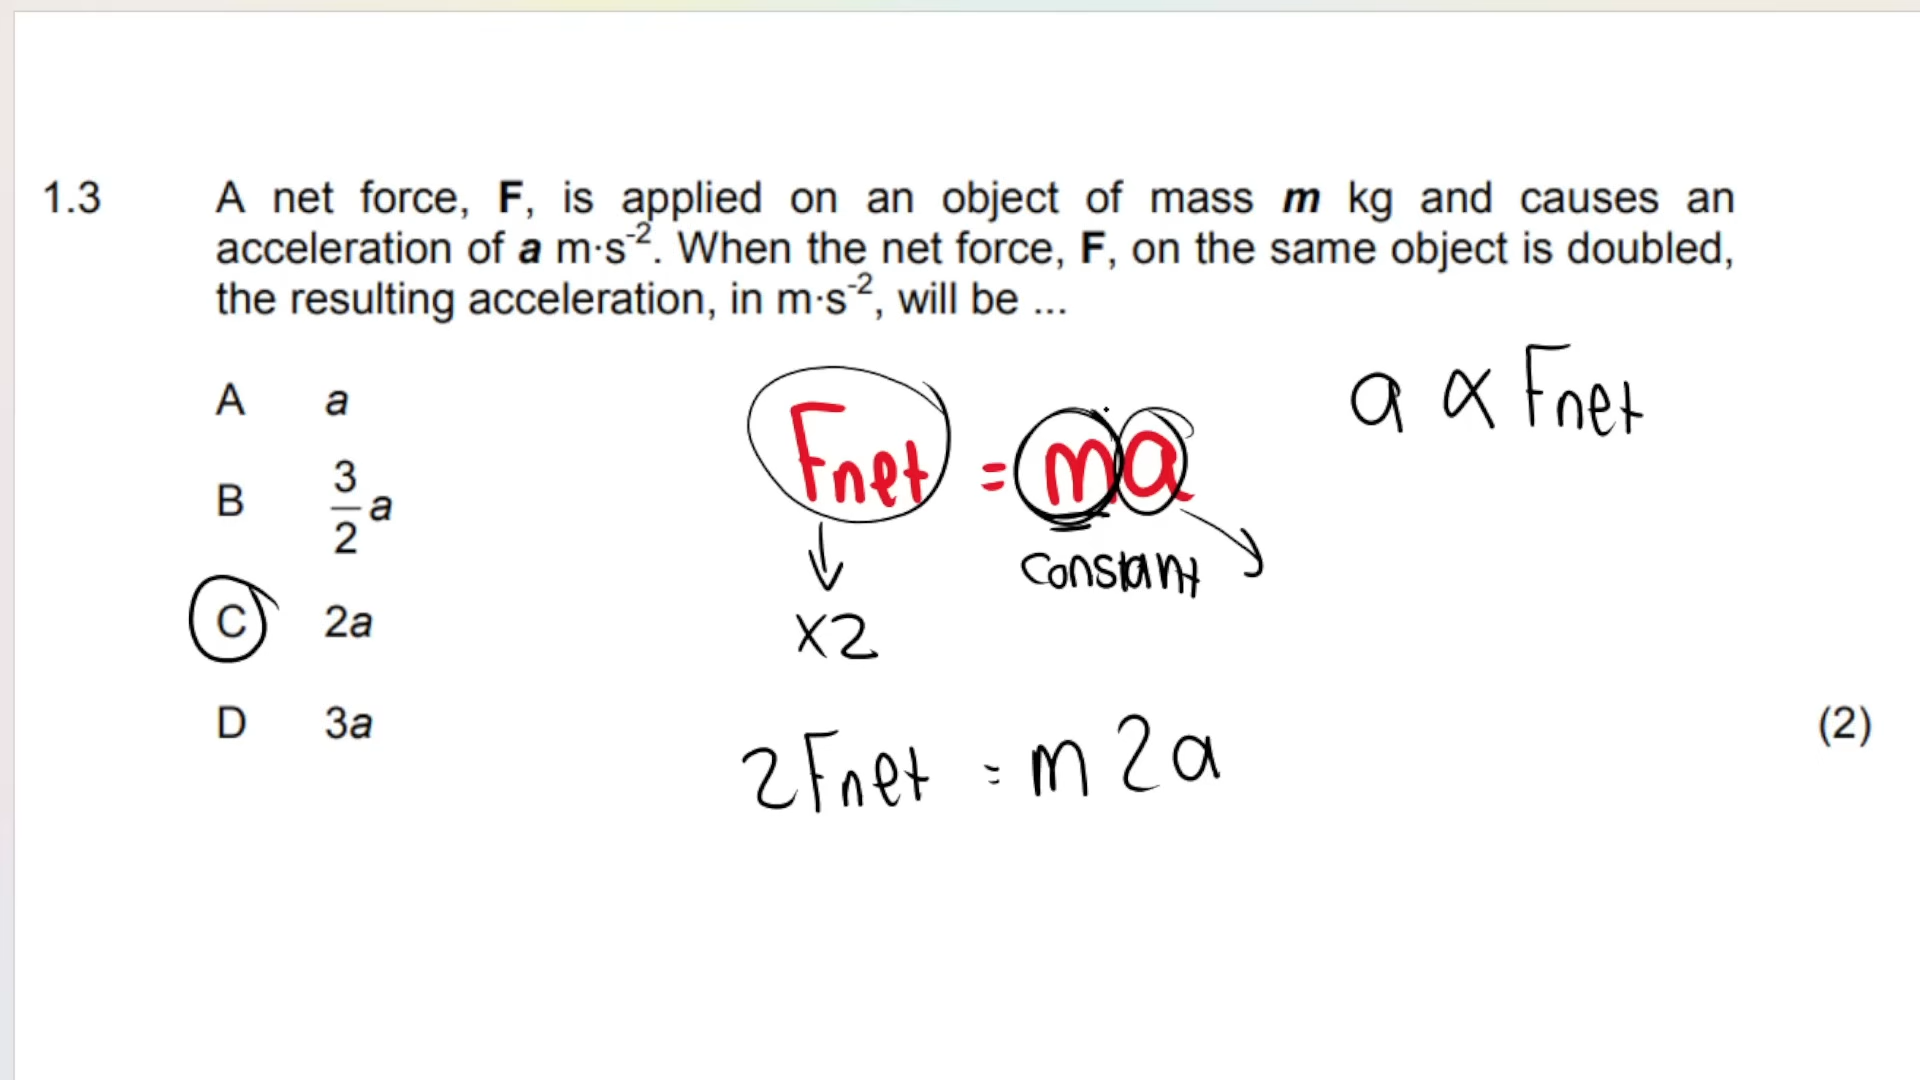 1.3 A net force, F, is applied on an object of mass m kg and causes an
acceleration of a m·s⁻². When the net force, F, on the same object is doubled,
the resulting acceleration, in m·s⁻², will be ...
a ∝ Fnet
A a
Fnet = ma
B 3/2 a
constant
C 2a
×2
D 3a
(2)
2Fnet = m2a